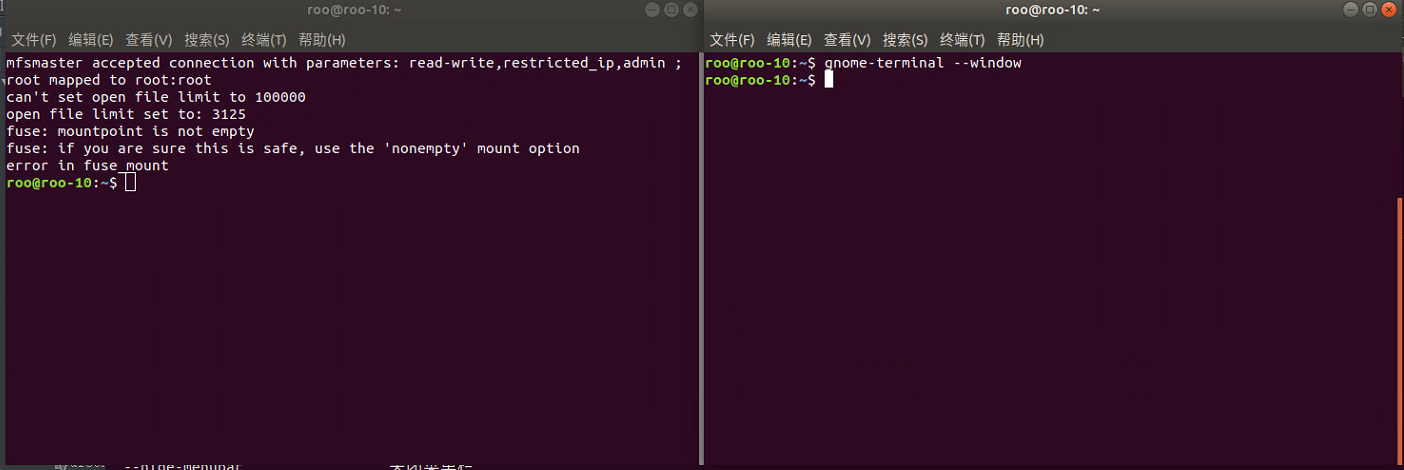 roo@roo-10: ~
文件(F) 编辑(E) 查看(V) 搜索(S) 终端(T) 帮助(H)
mfsmaster accepted connection with parameters: read-write,restricted_ip,admin ;
root mapped to root:root
can't set open file limit to 100000
open file limit set to: 3125
fuse: mountpoint is not empty
fuse: if you are sure this is safe, use the 'nonempty' mount option
error in fuse_mount
roo@roo-10:~$
roo@roo-10: ~
文件(F) 编辑(E) 查看(V) 搜索(S) 终端(T) 帮助(H)
roo@roo-10:~$ gnome-terminal --window
roo@roo-10:~$